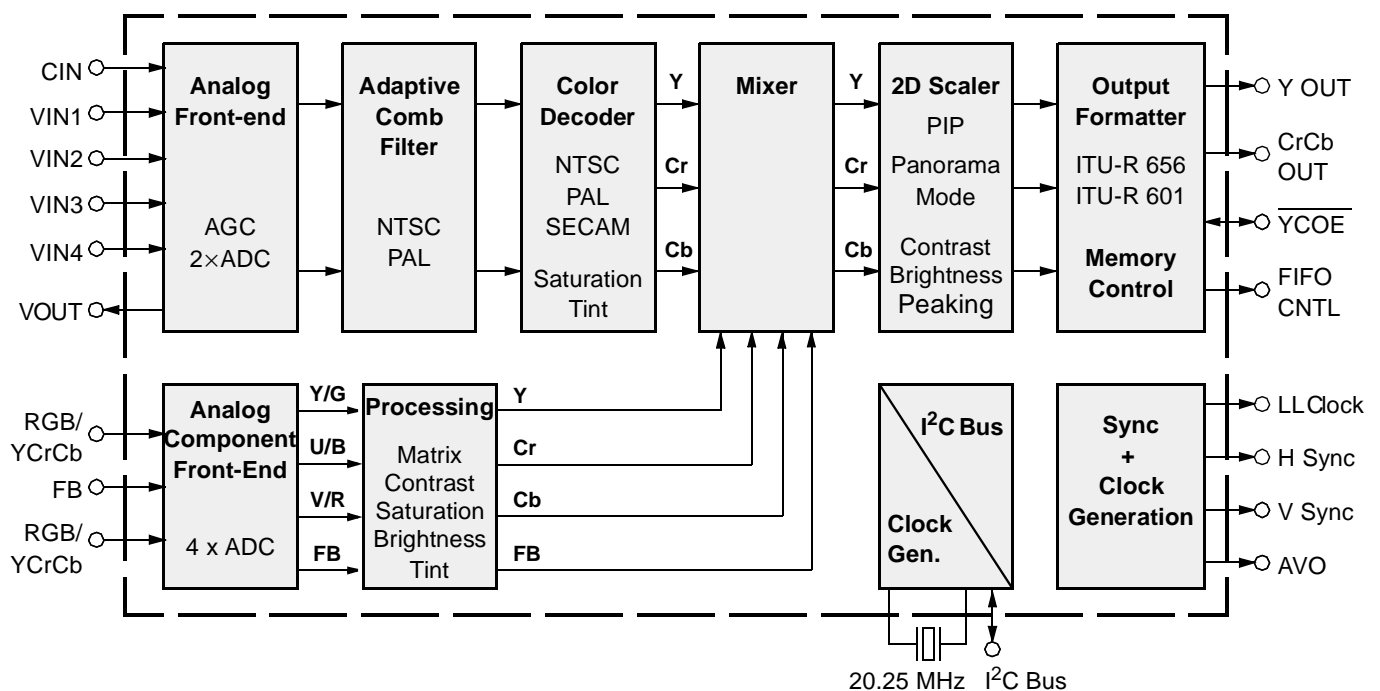 CIN
VIN1
VIN2
VIN3
VIN4
VOUT
Analog
Front-end
AGC
2×ADC
Adaptive
Comb
Filter
NTSC
PAL
Color
Decoder
NTSC
PAL
SECAM
Saturation
Tint
Y
Cr
Cb
Mixer
Y
Cr
Cb
2D Scaler
PIP
Panorama
Mode
Contrast
Brightness
Peaking
Output
Formatter
ITU-R 656
ITU-R 601
Memory
Control
Y OUT
CrCb
OUT
YCOE
FIFO
CNTL
RGB/
YCrCb
FB
RGB/
YCrCb
Analog
Component
Front-End
4 x ADC
Y/G
U/B
V/R
FB
Processing
Matrix
Contrast
Saturation
Brightness
Tint
Y
Cr
Cb
FB
I²C Bus
Clock
Gen.
20.25 MHz
I²C Bus
Sync
+
Clock
Generation
LLClock
H Sync
V Sync
AVO